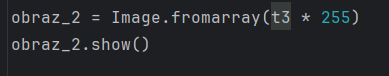 obraz_2 = Image.fromarray(t3 * 255)
obraz_2.show()